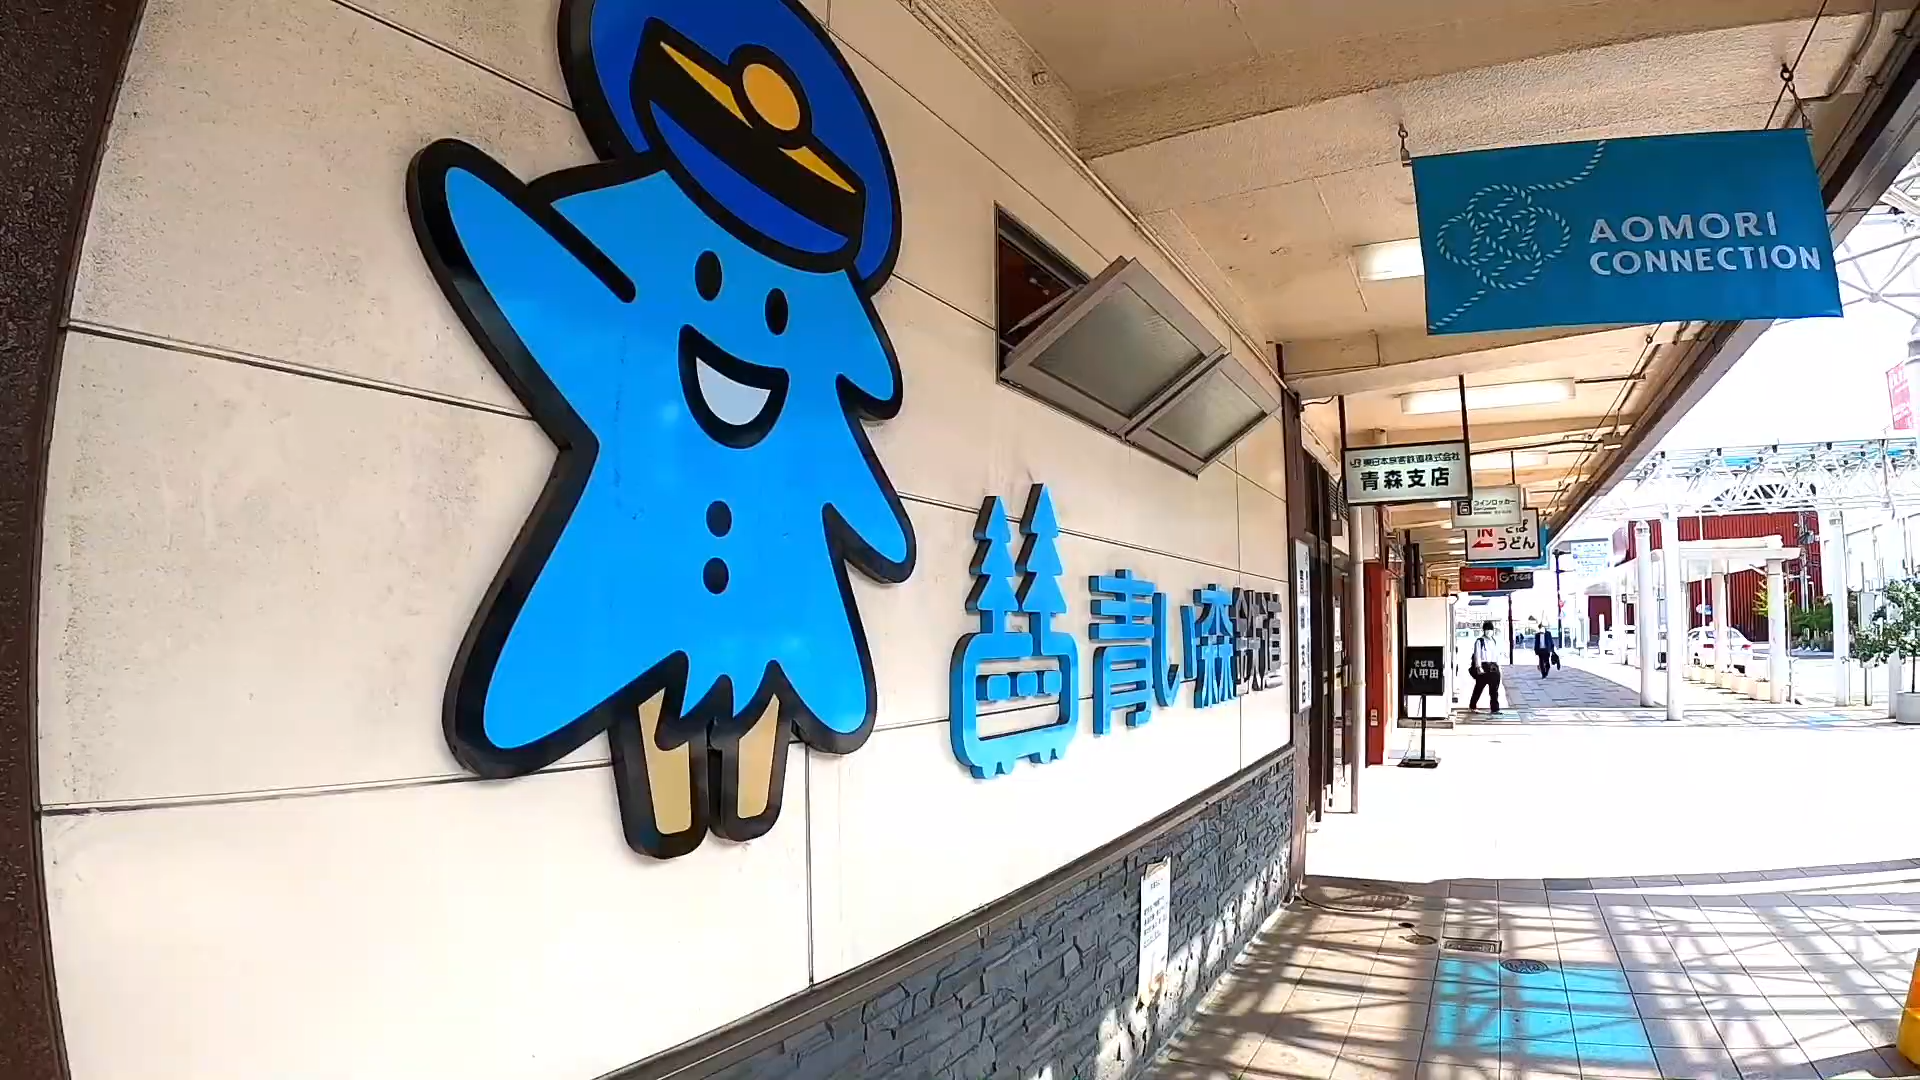 青い森鉄道
AOMORI
CONNECTION
JR 東日本旅客鉄道株式会社
青森支店
コインロッカー
IN そば
うどん
そば処
八甲田